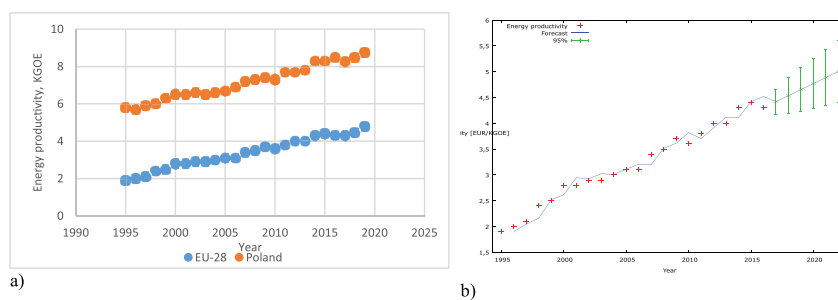 10
8
6
4
2
0
Energy productivity, KGOE
1990 1995 2000 2005 2010 2015 2020 2025
Year
EU-28 Poland
a)
6
5,5
5
4,5
4
3,5
3
2,5
2
1,5
Energy productivity
Forecast
95%
ity [EUR/KGOE]
1995 2000 2005 2010 2015 2020
Year
b)